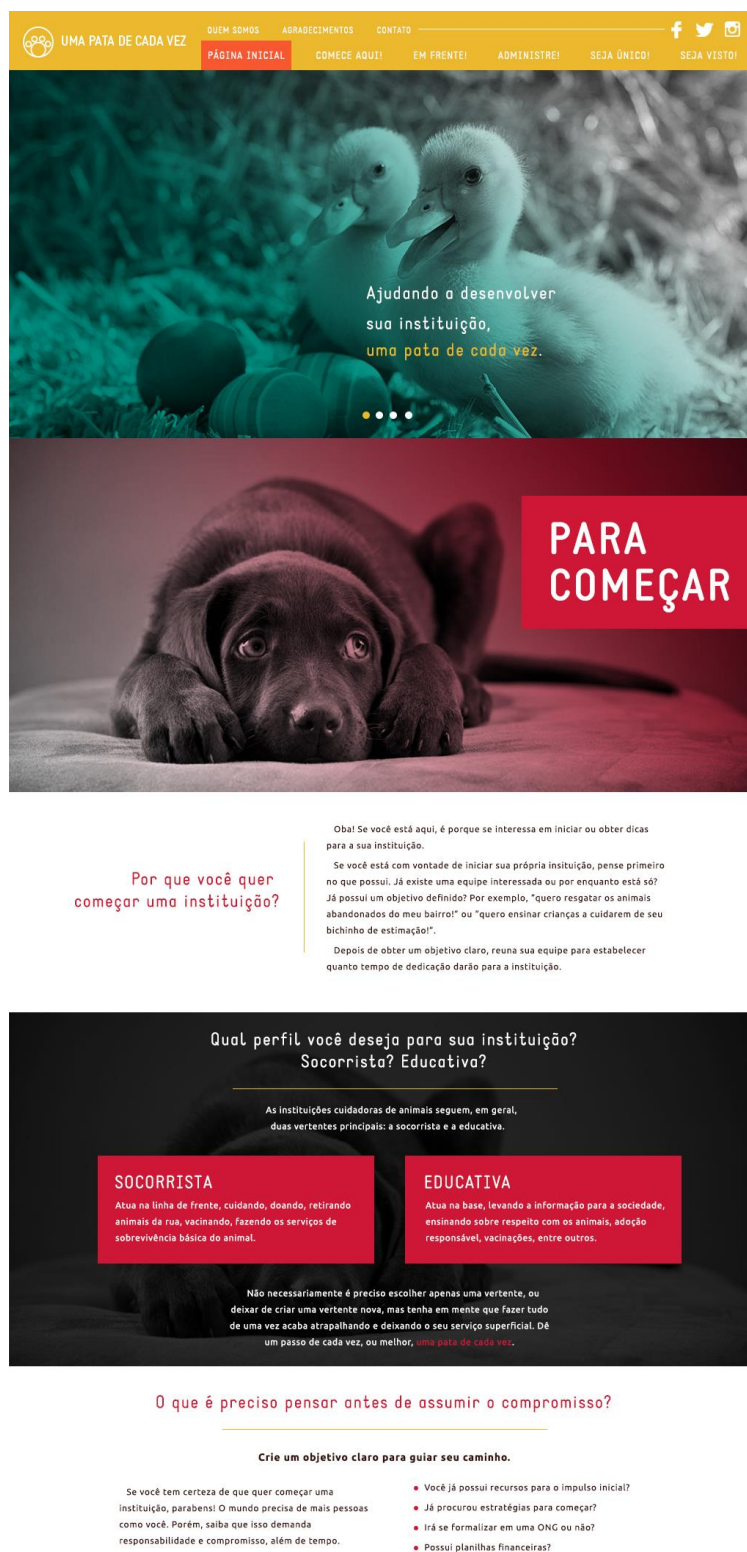 UMA PATA DE CADA VEZ
QUEM SOMOS AGRADECIMENTOS CONTATO
PÁGINA INICIAL COMECE AQUI! EM FRENTE! ADMINISTRE! SEJA ÚNICO! SEJA VISTO!
Ajudando a desenvolver
sua instituição,
uma pata de cada vez.
PARA
COMEÇAR
Por que você quer
começar uma instituição?
Oba! Se você está aqui, é porque se interessa em iniciar ou obter dicas
para a sua instituição.
Se você está com vontade de iniciar sua própria insituição, pense primeiro
no que possui. Já existe uma equipe interessada ou por enquanto está só?
Já possui um objetivo definido? Por exemplo, "quero resgatar os animais
abandonados do meu bairro!" ou "quero ensinar crianças a cuidarem de seu
bichinho de estimação!".
Depois de obter um objetivo claro, reuna sua equipe para estabelecer
quanto tempo de dedicação darão para a instituição.
Qual perfil você deseja para sua instituição?
Socorrista? Educativa?
As instituições cuidadoras de animais seguem, em geral,
duas vertentes principais: a socorrista e a educativa.
SOCORRISTA
Atua na linha de frente, cuidando, doando, retirando
animais da rua, vacinando, fazendo os serviços de
sobrevivência básica do animal.
EDUCATIVA
Atua na base, levando a informação para a sociedade,
ensinando sobre respeito com os animais, adoção
responsável, vacinações, entre outros.
Não necessariamente é preciso escolher apenas uma vertente, ou
deixar de criar uma vertente nova, mas tenha em mente que fazer tudo
de uma vez acaba atrapalhando e deixando o seu serviço superficial. Dê
um passo de cada vez, ou melhor, uma pata de cada vez.
O que é preciso pensar antes de assumir o compromisso?
Crie um objetivo claro para guiar seu caminho.
Se você tem certeza de que quer começar uma
instituição, parabens! O mundo precisa de mais pessoas
como você. Porém, saiba que isso demanda
responsabilidade e compromisso, além de tempo.
• Você já possui recursos para o impulso inicial?
• Já procurou estratégias para começar?
• Irá se formalizar em uma ONG ou não?
• Possui planilhas financeiras?